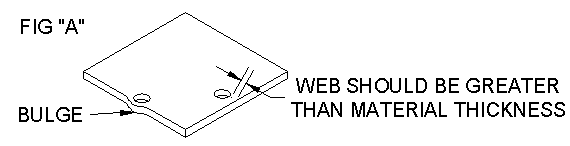 FIG "A"
WEB SHOULD BE GREATER
THAN MATERIAL THICKNESS
BULGE